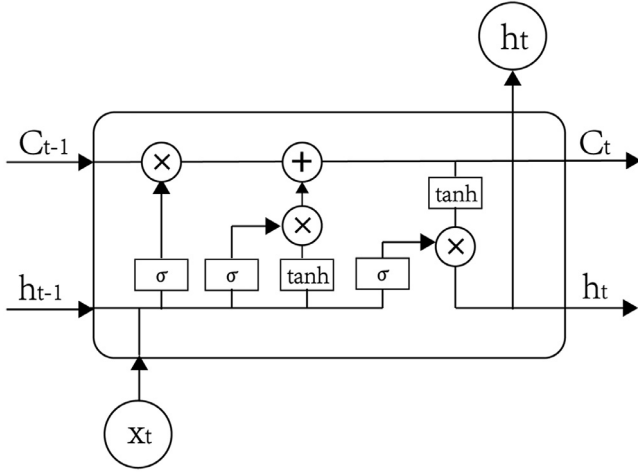 ht
Ct-1
×
+
Ct
tanh
×
σ
×
σ
σ
tanh
σ
ht-1
ht
xt